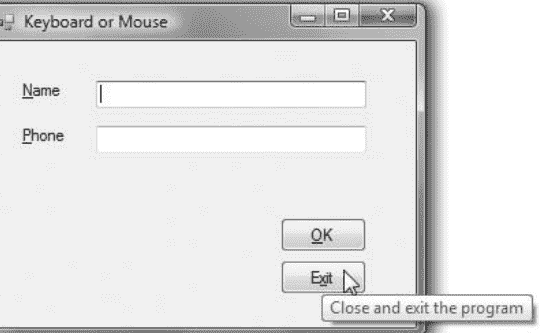 Keyboard or Mouse
Name
Phone
OK
Exit
Close and exit the program